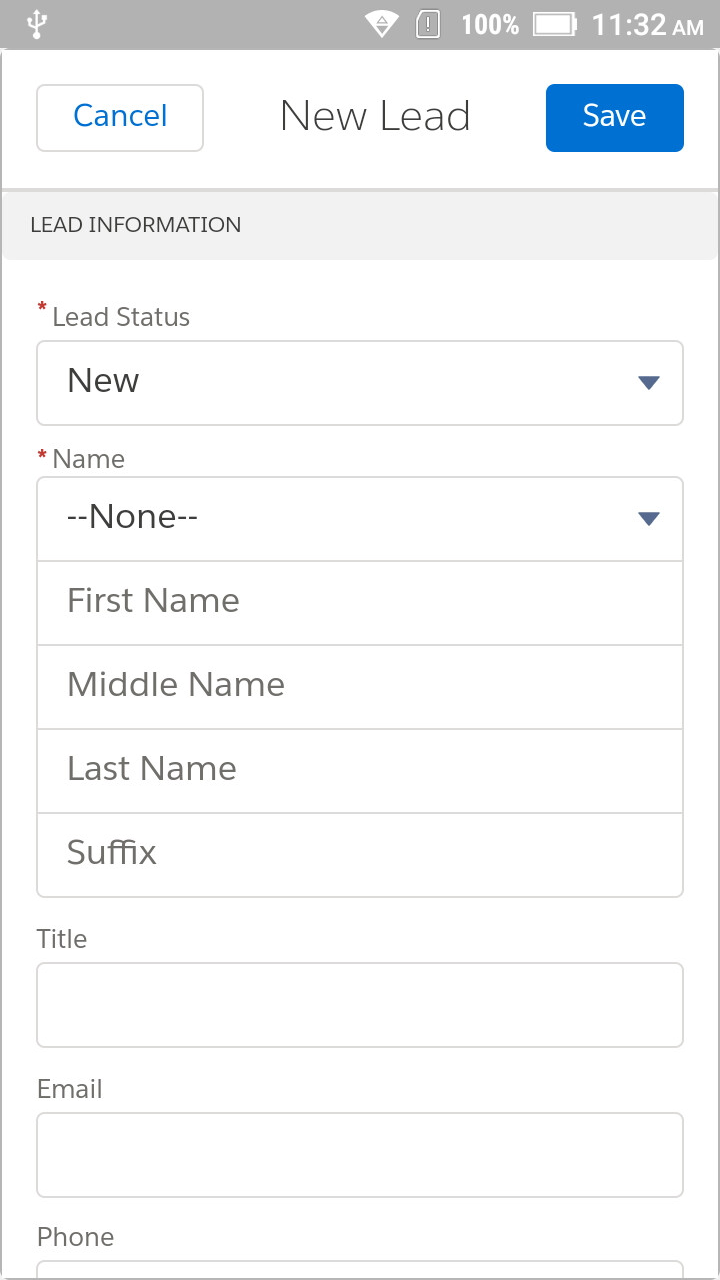 100% 11:32 AM
Cancel New Lead Save
LEAD INFORMATION
* Lead Status
New
* Name
--None--
First Name
Middle Name
Last Name
Suffix
Title
Email
Phone